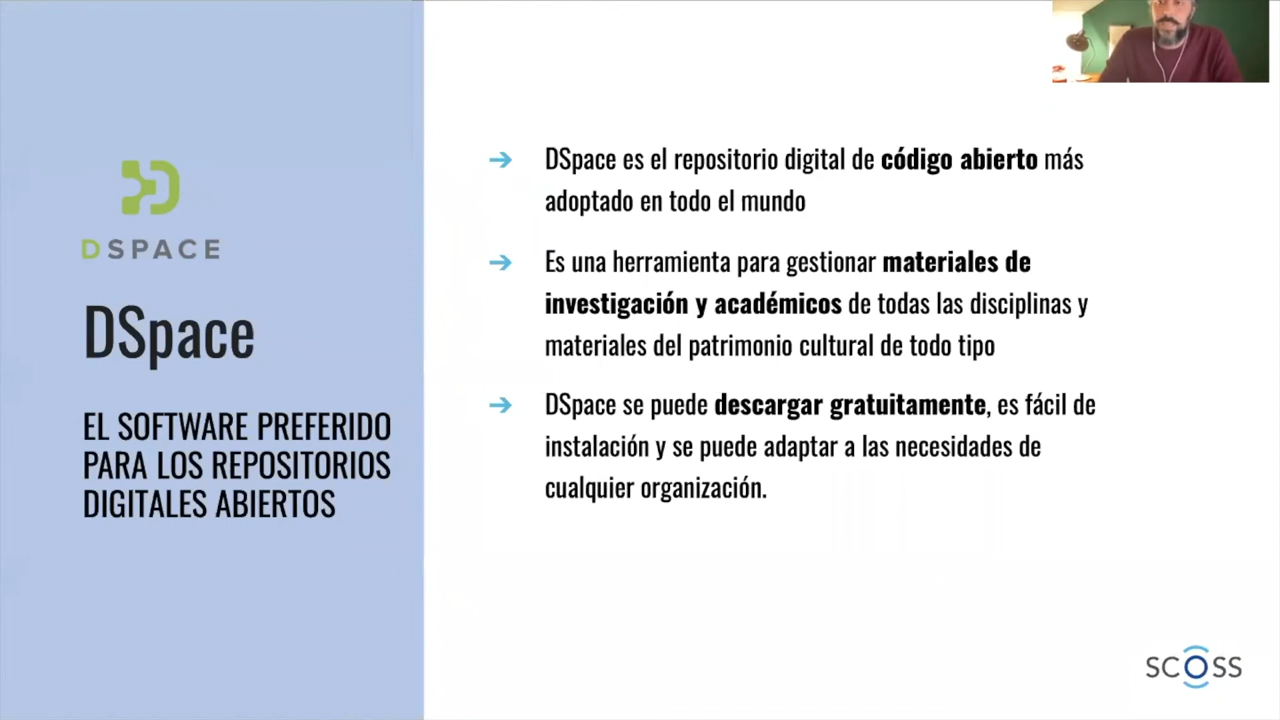 DSPACE
DSpace
EL SOFTWARE PREFERIDO
PARA LOS REPOSITORIOS
DIGITALES ABIERTOS
➔ DSpace es el repositorio digital de código abierto más
adoptado en todo el mundo
➔ Es una herramienta para gestionar materiales de
investigación y académicos de todas las disciplinas y
materiales del patrimonio cultural de todo tipo
➔ DSpace se puede descargar gratuitamente, es fácil de
instalación y se puede adaptar a las necesidades de
cualquier organización.
SCOSS